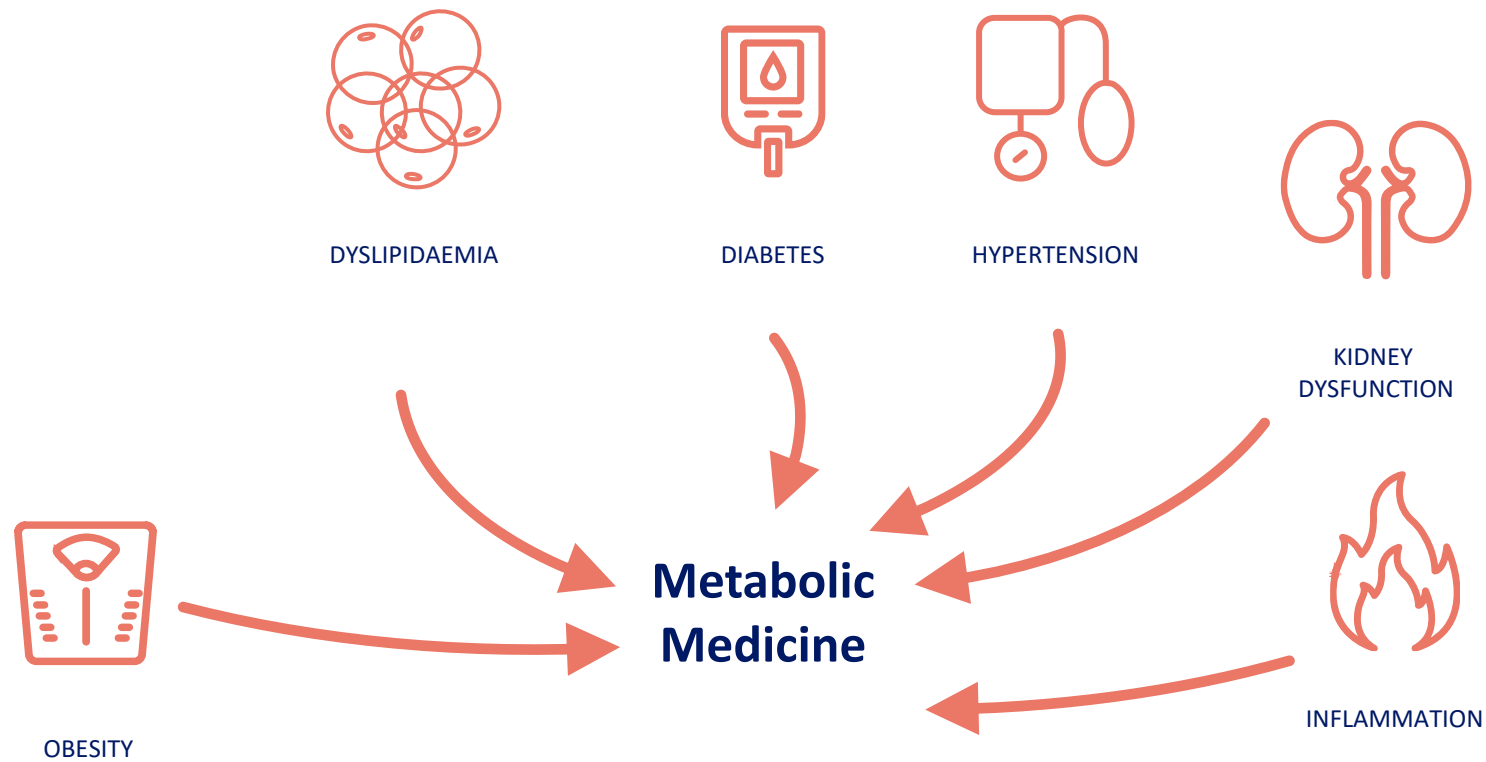 DYSLIPIDAEMIA
DIABETES
HYPERTENSION
KIDNEY
DYSFUNCTION
Metabolic
Medicine
INFLAMMATION
OBESITY